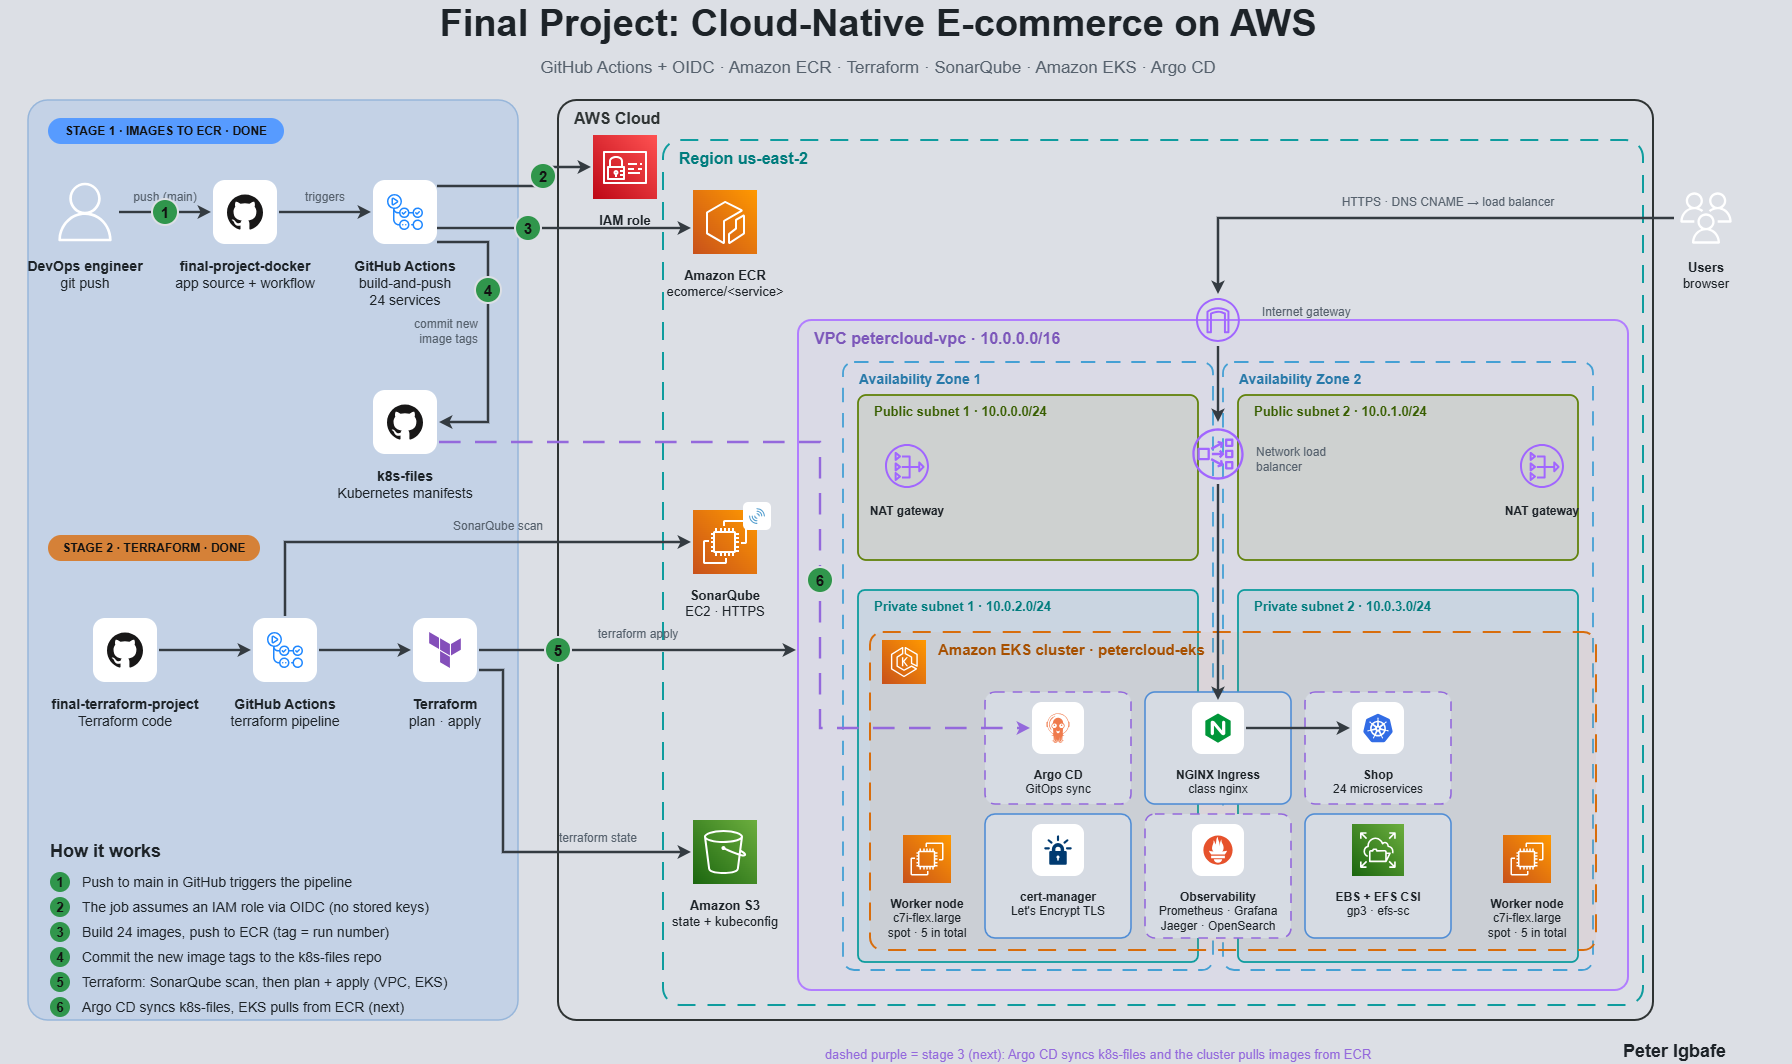 Final Project: Cloud-Native E-commerce on AWS
GitHub Actions + OIDC · Amazon ECR · Terraform · SonarQube · Amazon EKS · Argo CD
STAGE 1 · IMAGES TO ECR · DONE
push (main)
1
triggers
DevOps engineer
git push
final-project-docker
app source + workflow
GitHub Actions
build-and-push
24 services
2
3
4
commit new
image tags
k8s-files
Kubernetes manifests
STAGE 2 · TERRAFORM · DONE
SonarQube scan
final-terraform-project
Terraform code
GitHub Actions
terraform pipeline
Terraform
plan · apply
5
terraform apply
terraform state
How it works
1 Push to main in GitHub triggers the pipeline
2 The job assumes an IAM role via OIDC (no stored keys)
3 Build 24 images, push to ECR (tag = run number)
4 Commit the new image tags to the k8s-files repo
5 Terraform: SonarQube scan, then plan + apply (VPC, EKS)
6 Argo CD syncs k8s-files, EKS pulls from ECR (next)
AWS Cloud
IAM role
Region us-east-2
Amazon ECR
ecomerce/<service>
SonarQube
EC2 · HTTPS
Amazon S3
state + kubeconfig
HTTPS · DNS CNAME → load balancer
Users
browser
Internet gateway
VPC petercloud-vpc · 10.0.0.0/16
Availability Zone 1
Availability Zone 2
Public subnet 1 · 10.0.0.0/24
Public subnet 2 · 10.0.1.0/24
NAT gateway
Network load
balancer
NAT gateway
6
Private subnet 1 · 10.0.2.0/24
Private subnet 2 · 10.0.3.0/24
Amazon EKS cluster · petercloud-eks
Argo CD
GitOps sync
NGINX Ingress
class nginx
Shop
24 microservices
Worker node
c7i-flex.large
spot · 5 in total
cert-manager
Let's Encrypt TLS
Observability
Prometheus · Grafana
Jaeger · OpenSearch
EBS + EFS CSI
gp3 · efs-sc
Worker node
c7i-flex.large
spot · 5 in total
dashed purple = stage 3 (next): Argo CD syncs k8s-files and the cluster pulls images from ECR
Peter Igbafe